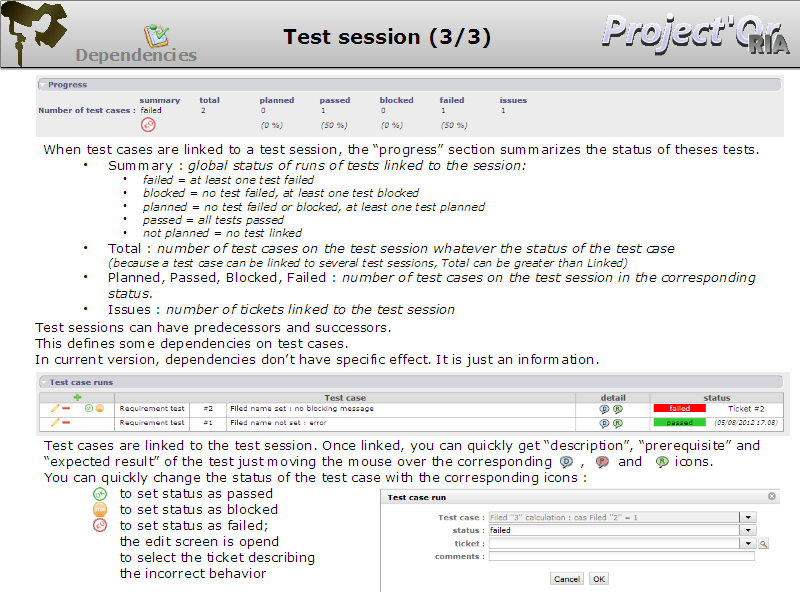 Test session (3/3)
Project'Or
RIA
Dependencies
Progress
summary total planned passed blocked failed issues
Number of test cases : failed 2 0 1 0 1 1
KO (0 %) (50 %) (0 %) (50 %)
When test cases are linked to a test session, the “progress” section summarizes the status of theses tests.
• Summary : global status of runs of tests linked to the session:
• failed = at least one test failed
• blocked = no test failed, at least one test blocked
• planned = no test failed or blocked, at least one test planned
• passed = all tests passed
• not planned = no test linked
• Total : number of test cases on the test session whatever the status of the test case
(because a test case can be linked to several test sessions, Total can be greater than Linked)
• Planned, Passed, Blocked, Failed : number of test cases on the test session in the corresponding
status.
• Issues : number of tickets linked to the test session
Test sessions can have predecessors and successors.
This defines some dependencies on test cases.
In current version, dependencies don’t have specific effect. It is just an information.
Test case runs
Test case detail status
Requirement test #2 Filed name set : no blocking message D R failed Ticket #2
Requirement test #1 Filed name not set : error D R passed (05/08/2012 17:08)
Test cases are linked to the test session. Once linked, you can quickly get “description”, “prerequisite” and
“expected result” of the test just moving the mouse over the corresponding D , P and R icons.
You can quickly change the status of the test case with the corresponding icons :
OK to set status as passed
to set status as blocked
KO to set status as failed;
the edit screen is opend
to select the ticket describing
the incorrect behavior
Test case run
Test case : Filed "3" calculation : cas Filed "2" = 1
status : failed
ticket :
comments :
Cancel OK